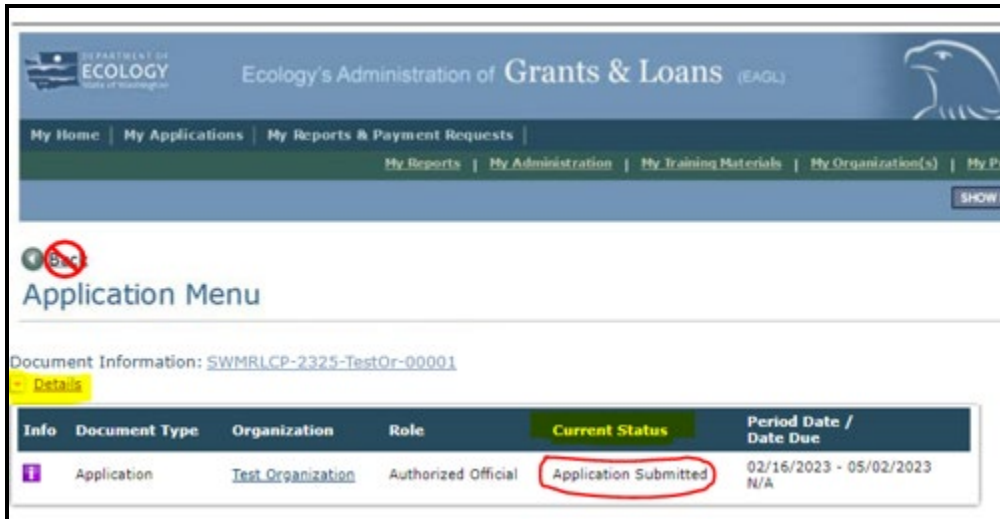 DEPARTMENT OF
ECOLOGY
State of Washington
Ecology's Administration of Grants & Loans (EAGL)
My Home | My Applications | My Reports & Payment Requests |
My Reports | My Administration | My Training Materials | My Organization(s) | My P
SHOW
Back
Application Menu
Document Information: SWMRLCP-2325-TestOr-00001
Details
Info Document Type Organization Role Current Status Period Date / Date Due
i Application Test Organization Authorized Official Application Submitted 02/16/2023 - 05/02/2023
N/A